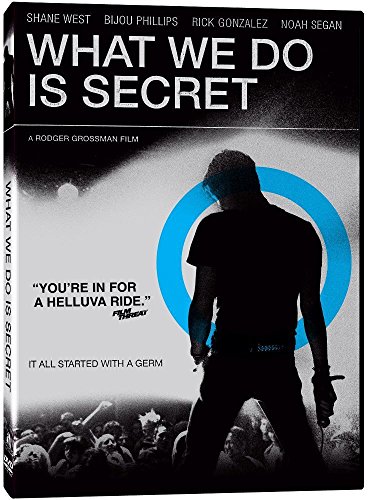 SHANE WEST BIJOU PHILLIPS RICK GONZALEZ NOAH SEGAN
WHAT WE DO
IS SECRET
A RODGER GROSSMAN FILM
"YOU'RE IN FOR
A HELLUVA RIDE."
FILM
THREAT
IT ALL STARTED WITH A GERM
WHAT WE DO IS SECRET
DVD